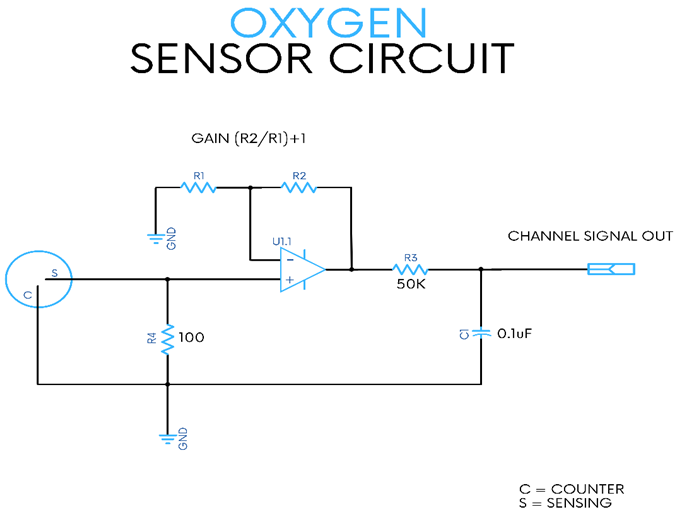 OXYGEN
SENSOR CIRCUIT
GAIN (R2/R1)+1
R1
R2
GND
U1.1
CHANNEL SIGNAL OUT
R3
50K
S
C
−
+
R4
100
C1
0.1uF
GND
C = COUNTER
S = SENSING